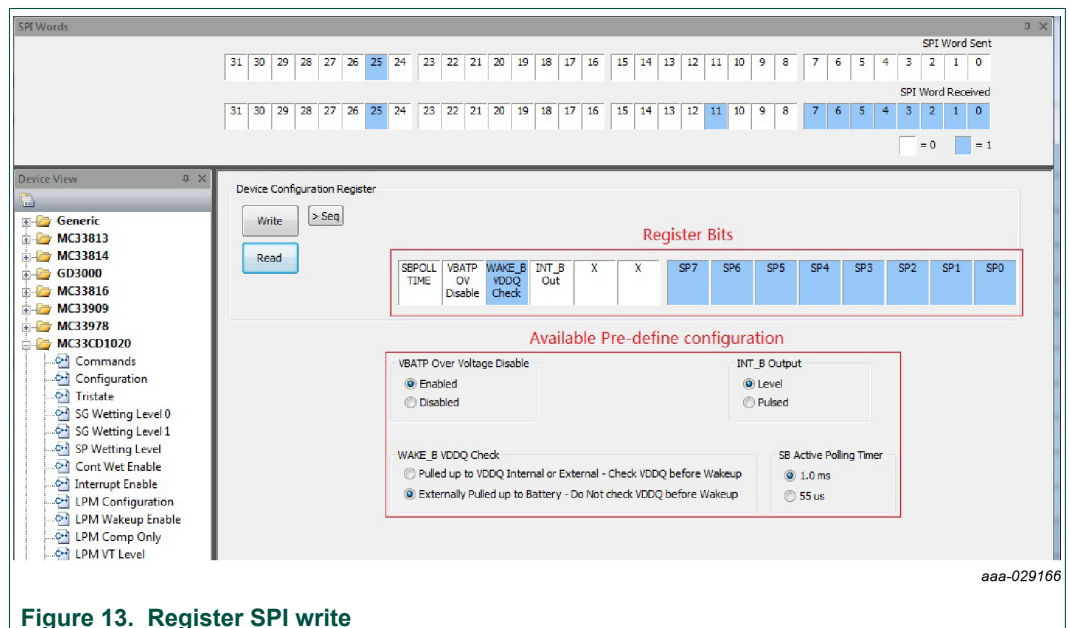 SPI Words
SPI Word Sent
31 30 29 28 27 26 25 24 23 22 21 20 19 18 17 16 15 14 13 12 11 10 9 8 7 6 5 4 3 2 1 0
SPI Word Received
31 30 29 28 27 26 25 24 23 22 21 20 19 18 17 16 15 14 13 12 11 10 9 8 7 6 5 4 3 2 1 0
= 0 = 1
Device View
Generic
MC33813
MC33814
GD3000
MC33816
MC33909
MC33978
MC33CD1020
Commands
Configuration
Tristate
SG Wetting Level 0
SG Wetting Level 1
SP Wetting Level
Cont Wet Enable
Interrupt Enable
LPM Configuration
LPM Wakeup Enable
LPM Comp Only
LPM VT Level
Device Configuration Register
Write > Seq
Read
Register Bits
SBPOLL VBATP WAKE_B INT_B X X SP7 SP6 SP5 SP4 SP3 SP2 SP1 SP0
TIME OV VDDQ Out
Disable Check
Available Pre-define configuration
VBATP Over Voltage Disable
Enabled
Disabled
INT_B Output
Level
Pulsed
WAKE_B VDDQ Check
Pulled up to VDDQ Internal or External - Check VDDQ before Wakeup
Externally Pulled up to Battery - Do Not check VDDQ before Wakeup
SB Active Polling Timer
1.0 ms
55 us
aaa-029166
Figure 13. Register SPI write